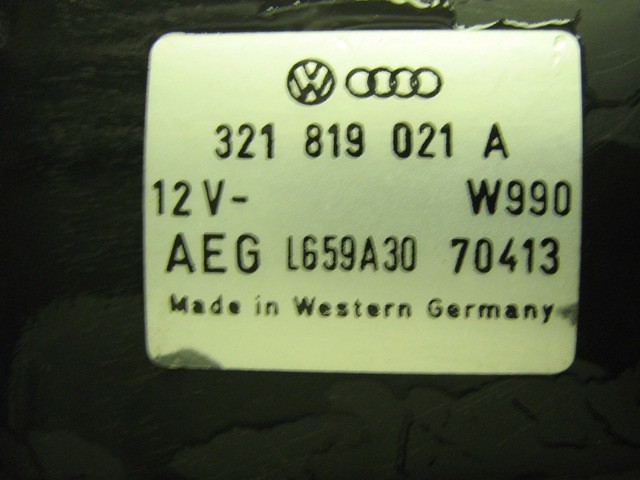 321 819 021 A
12V- W990
AEG L659A30 70413
Made in Western Germany